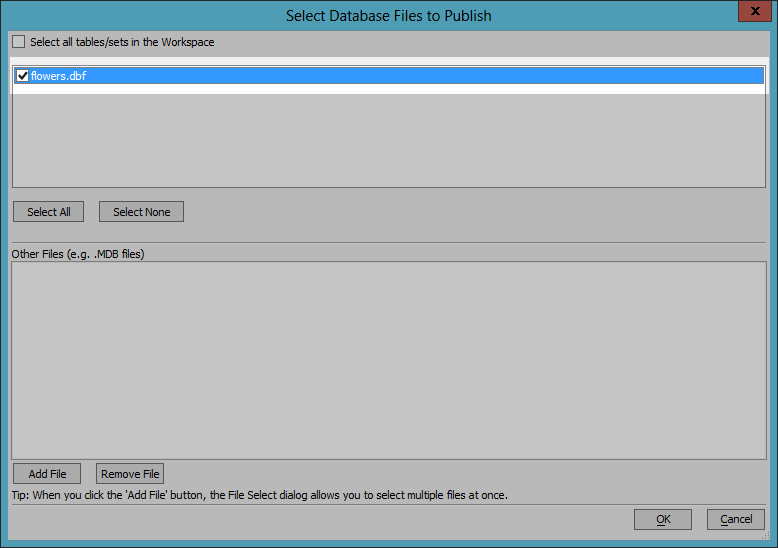 Select Database Files to Publish
x
Select all tables/sets in the Workspace
flowers.dbf
Select All Select None
Other Files (e.g. .MDB files)
Add File Remove File
Tip: When you click the 'Add File' button, the File Select dialog allows you to select multiple files at once.
OK Cancel